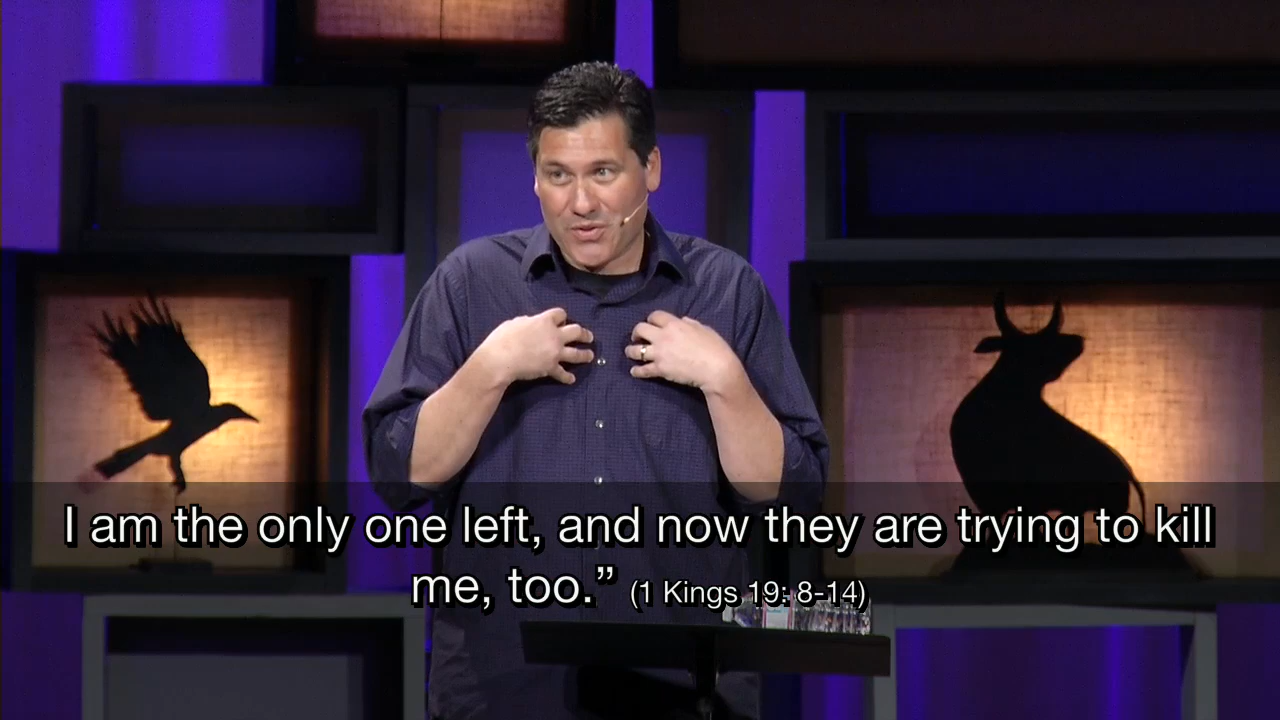 I am the only one left, and now they are trying to kill
me, too.” (1 Kings 19: 8-14)